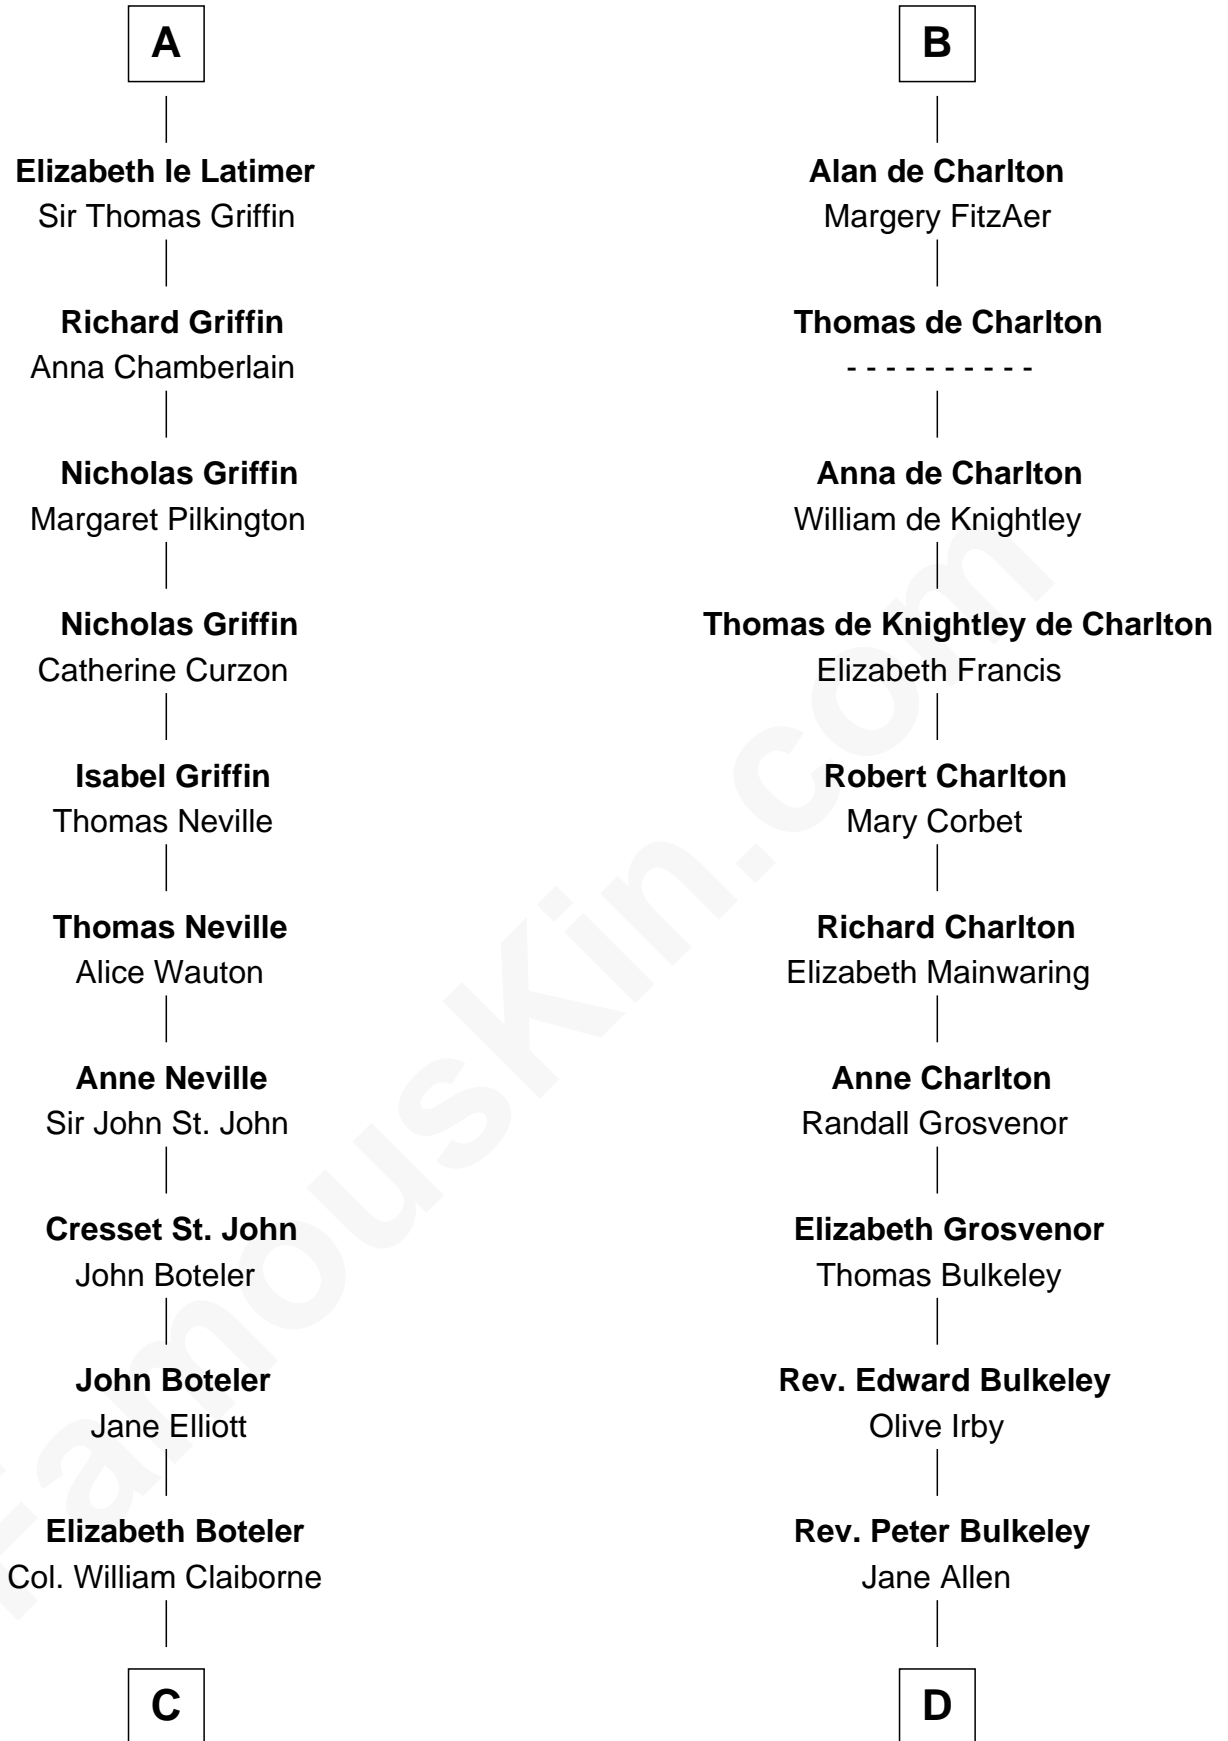 A
Elizabeth le Latimer
Sir Thomas Griffin
Richard Griffin
Anna Chamberlain
Nicholas Griffin
Margaret Pilkington
Nicholas Griffin
Catherine Curzon
Isabel Griffin
Thomas Neville
Thomas Neville
Alice Wauton
Anne Neville
Sir John St. John
Cresset St. John
John Boteler
John Boteler
Jane Elliott
Elizabeth Boteler
Col. William Claiborne
C
B
Alan de Charlton
Margery FitzAer
Thomas de Charlton
- - - - - - - - - -
Anna de Charlton
William de Knightley
Thomas de Knightley de Charlton
Elizabeth Francis
Robert Charlton
Mary Corbet
Richard Charlton
Elizabeth Mainwaring
Anne Charlton
Randall Grosvenor
Elizabeth Grosvenor
Thomas Bulkeley
Rev. Edward Bulkeley
Olive Irby
Rev. Peter Bulkeley
Jane Allen
D
FamousKin.com